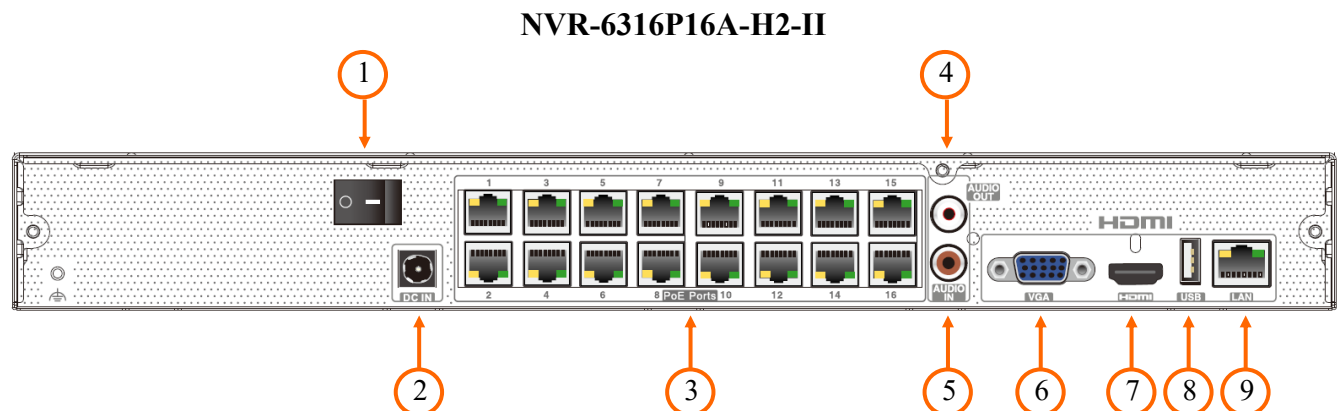 NVR-6316P16A-H2-II
1 4
1 3 5 7 9 11 13 15
AUDIO
OUT
HDMI
DC IN
2 4 6 8 PoE Ports 10 12 14 16
AUDIO
IN
VGA
HDMI
USB
LAN
2 3 5 6 7 8 9